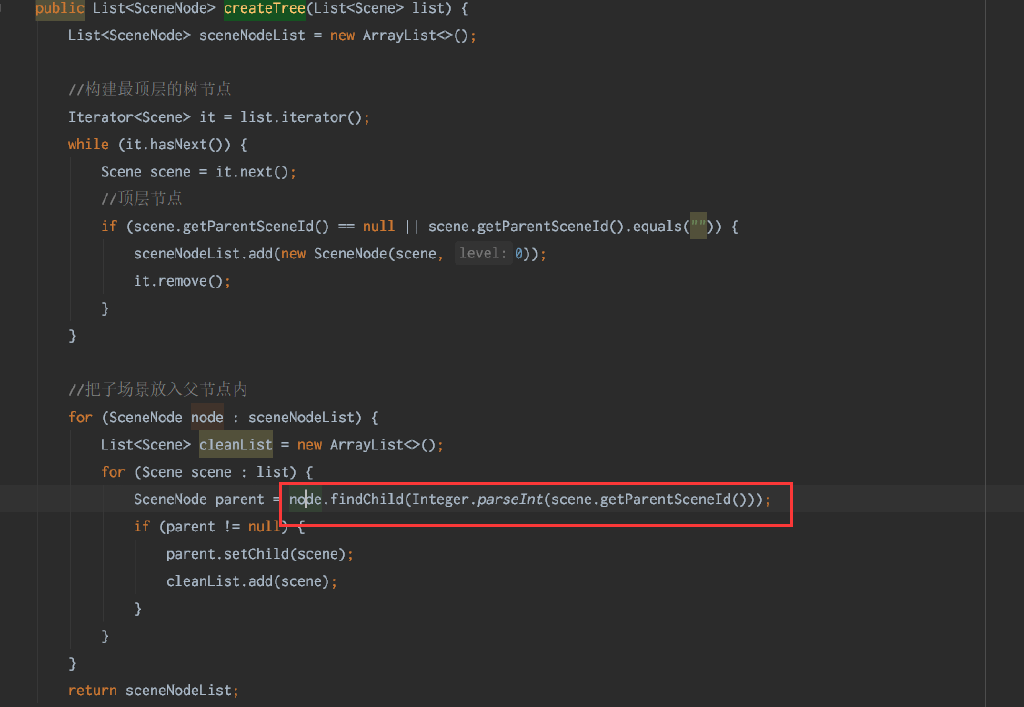 public List<SceneNode> createTree(List<Scene> list) {
List<SceneNode> sceneNodeList = new ArrayList<>();
//构建最顶层的树节点
Iterator<Scene> it = list.iterator();
while (it.hasNext()) {
Scene scene = it.next();
//顶层节点
if (scene.getParentSceneId() == null || scene.getParentSceneId().equals("")) {
sceneNodeList.add(new SceneNode(scene, level: 0));
it.remove();
}
}
//把子场景放入父节点内
for (SceneNode node : sceneNodeList) {
List<Scene> cleanList = new ArrayList<>();
for (Scene scene : list) {
SceneNode parent = node.findChild(Integer.parseInt(scene.getParentSceneId()));
if (parent != null) {
parent.setChild(scene);
cleanList.add(scene);
}
}
}
return sceneNodeList;